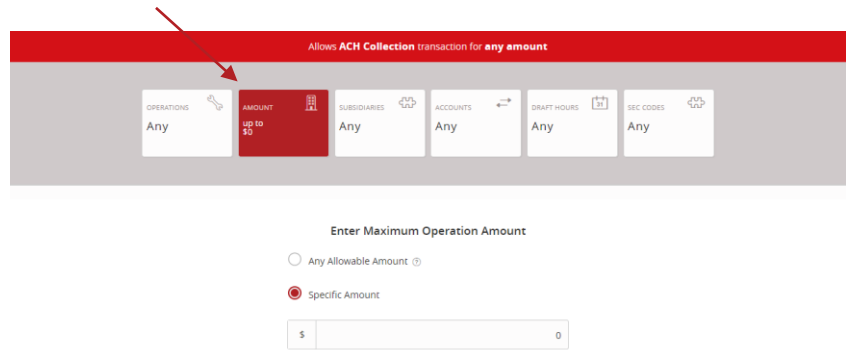 Allows ACH Collection transaction for any amount
OPERATIONS
Any
AMOUNT
up to
$0
SUBSIDIARIES
Any
ACCOUNTS
Any
DRAFT HOURS
31
Any
SEC CODES
Any
Enter Maximum Operation Amount
Any Allowable Amount ?
Specific Amount
$ 0